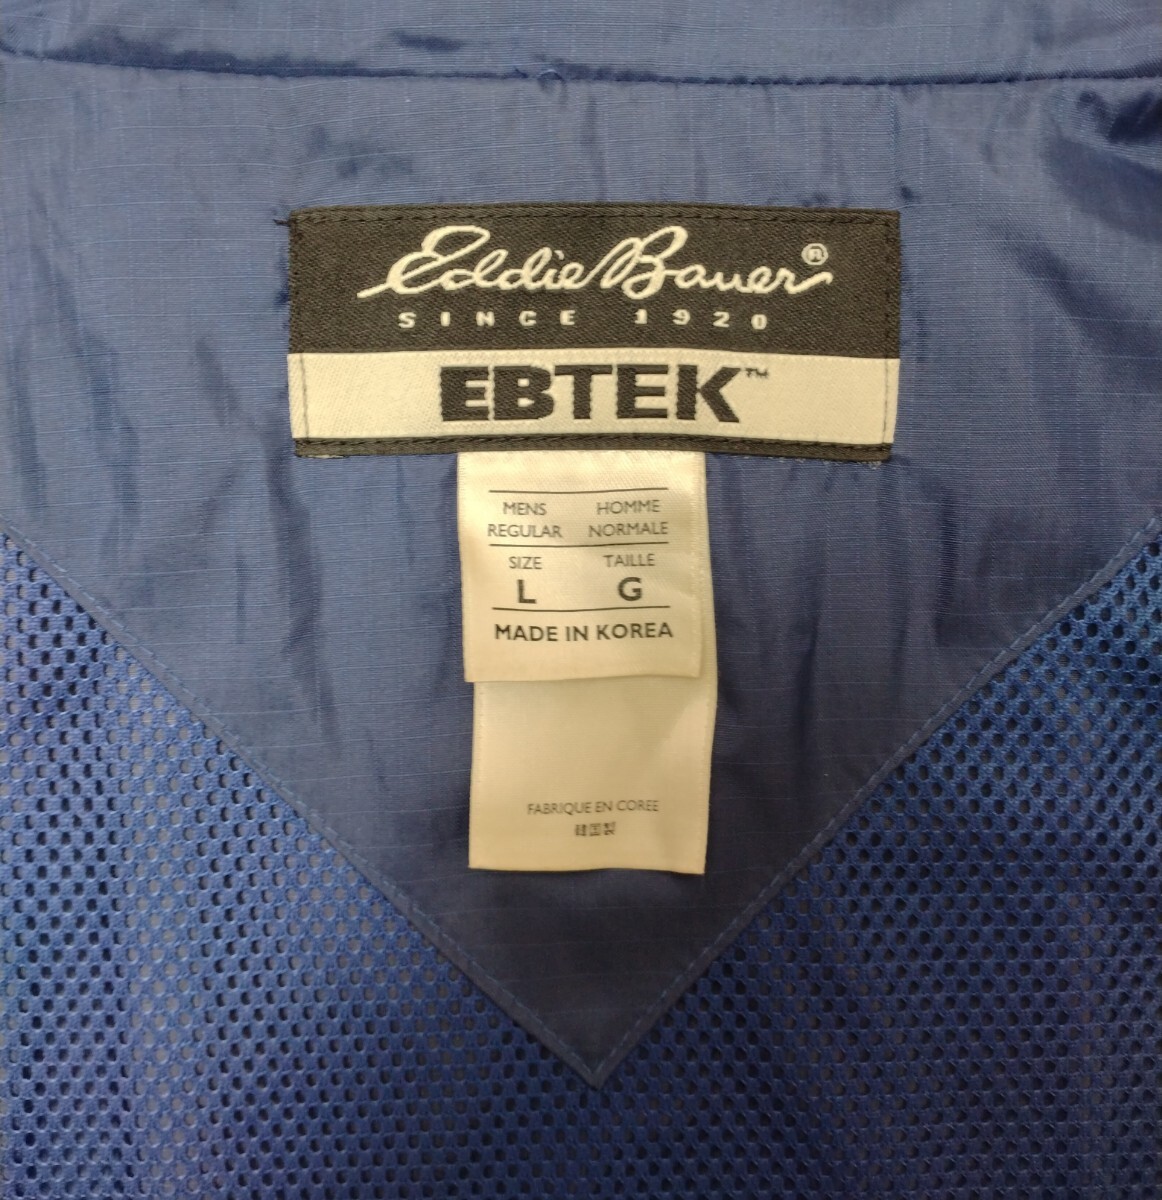 Eddie Bauer®
SINCE 1920
EBTEK™
MENS HOMME
REGULAR NORMALE
SIZE TAILLE
L G
MADE IN KOREA
FABRIQUE EN COREE